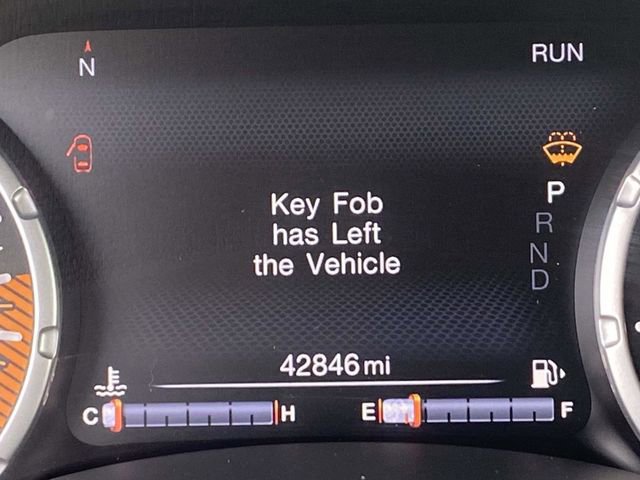 N
RUN
P
R
N
D
Key Fob
has Left
the Vehicle
42846 mi
C H
E F